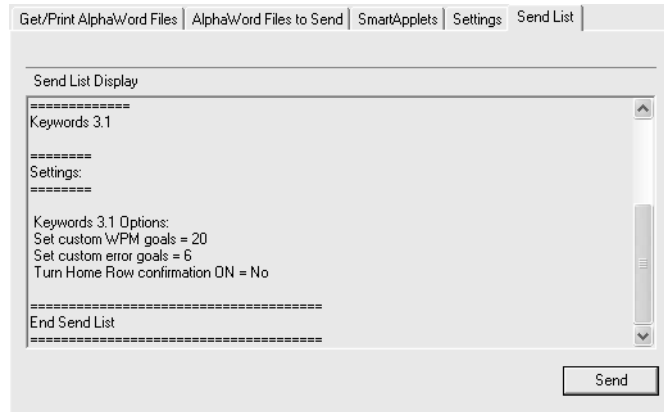 Get/Print AlphaWord Files AlphaWord Files to Send SmartApplets Settings Send List
Send List Display
=============
Keywords 3.1
========
Settings:
========
Keywords 3.1 Options:
Set custom WPM goals = 20
Set custom error goals = 6
Turn Home Row confirmation ON = No
======================================
End Send List
======================================
Send